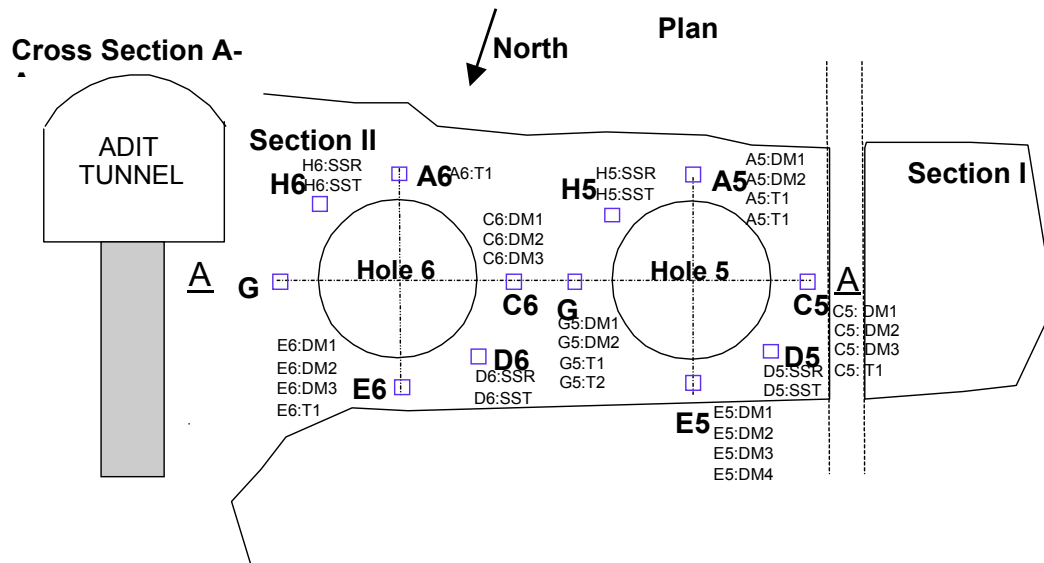 Plan
North
Cross Section A-
ADIT
TUNNEL
Section II
H6:SSR
H6:SST
H6
A6
A6:T1
H5:SSR
H5:SST
H5
A5
A5:DM1
A5:DM2
A5:T1
A5:T1
Section I
C6:DM1
C6:DM2
C6:DM3
Hole 6
Hole 5
A
G
C6
G
C5
A
G5:DM1
G5:DM2
G5:T1
G5:T2
C5: DM1
C5: DM2
C5: DM3
C5: T1
E6:DM1
E6:DM2
E6:DM3
E6:T1
E6
D6
D6:SSR
D6:SST
D5
D5:SSR
D5:SST
E5
E5:DM1
E5:DM2
E5:DM3
E5:DM4